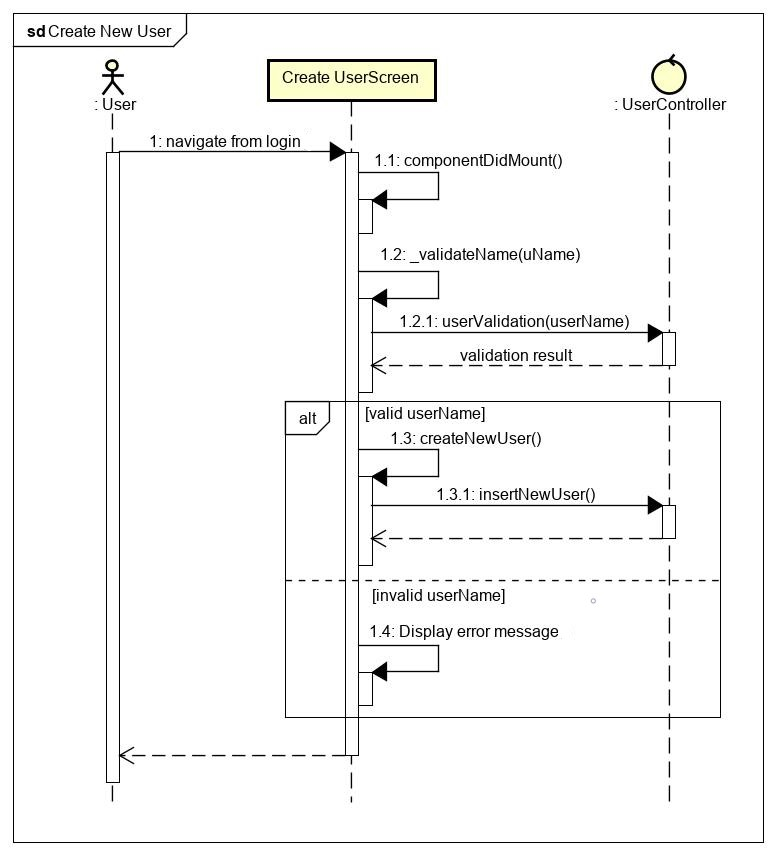 sd Create New User
: User
Create UserScreen
: UserController
1: navigate from login
1.1: componentDidMount()
1.2: _validateName(uName)
1.2.1: userValidation(userName)
validation result
alt
[valid userName]
1.3: createNewUser()
1.3.1: insertNewUser()
[invalid userName]
1.4: Display error message